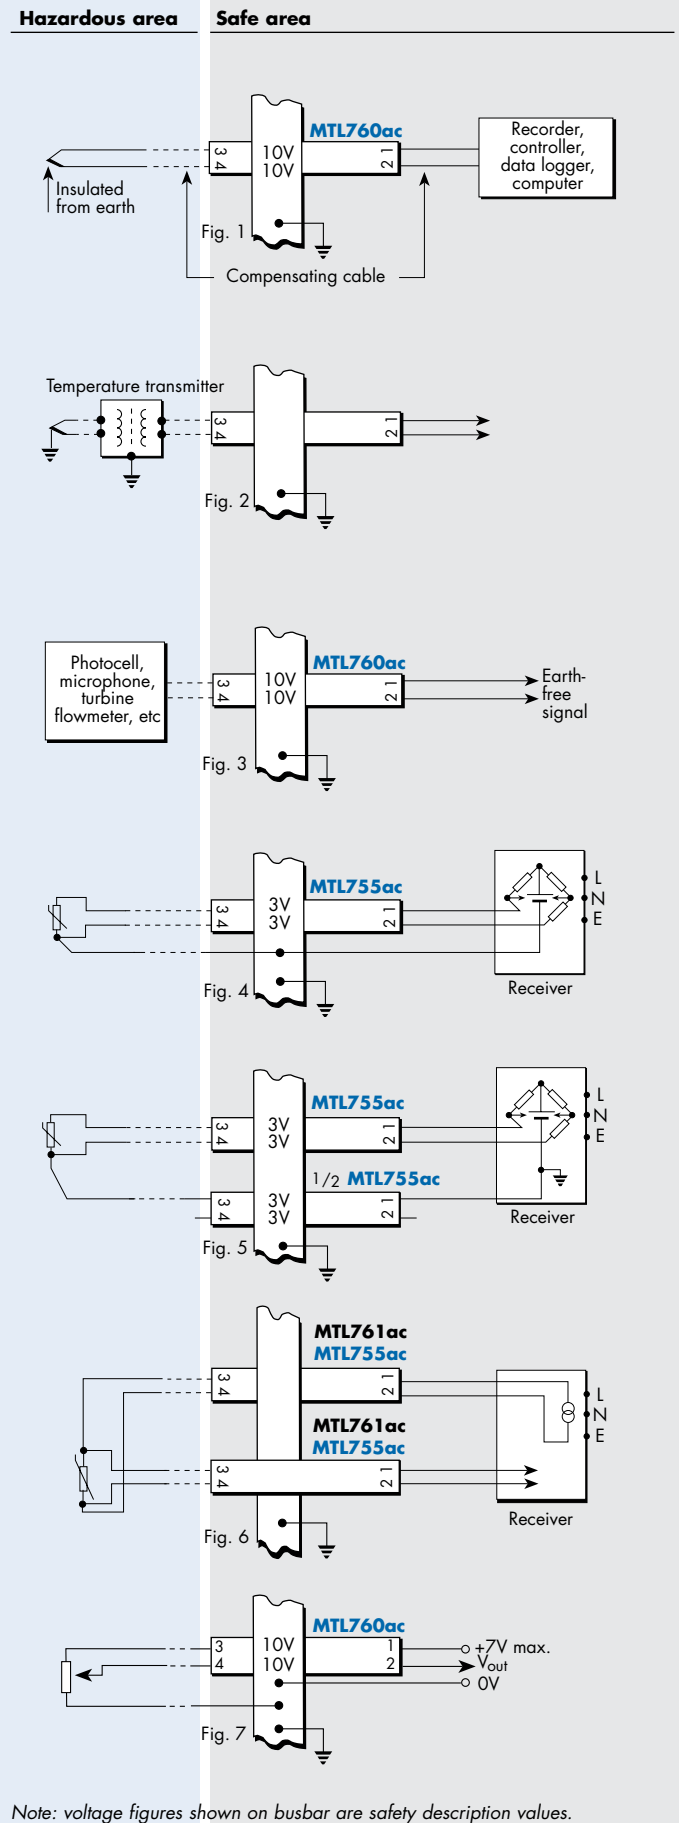 Hazardous area
Safe area
MTL760ac
3
4
10V
10V
1
2
Recorder,
controller,
data logger,
computer
Insulated
from earth
Fig. 1
Compensating cable
Temperature transmitter
3
4
1
2
Fig. 2
Photocell,
microphone,
turbine
flowmeter, etc
MTL760ac
3
4
10V
10V
1
2
Earth-
free
signal
Fig. 3
MTL755ac
3
4
3V
3V
1
2
L
N
E
Receiver
Fig. 4
MTL755ac
3
4
3V
3V
1
2
L
N
E
1/2 MTL755ac
3
4
3V
3V
1
2
Receiver
Fig. 5
MTL761ac
MTL755ac
3
4
1
2
L
N
E
MTL761ac
MTL755ac
3
4
1
2
Receiver
Fig. 6
MTL760ac
3
4
10V
10V
1
2
+7V max.
Vout
0V
Fig. 7
Note: voltage figures shown on busbar are safety description values.